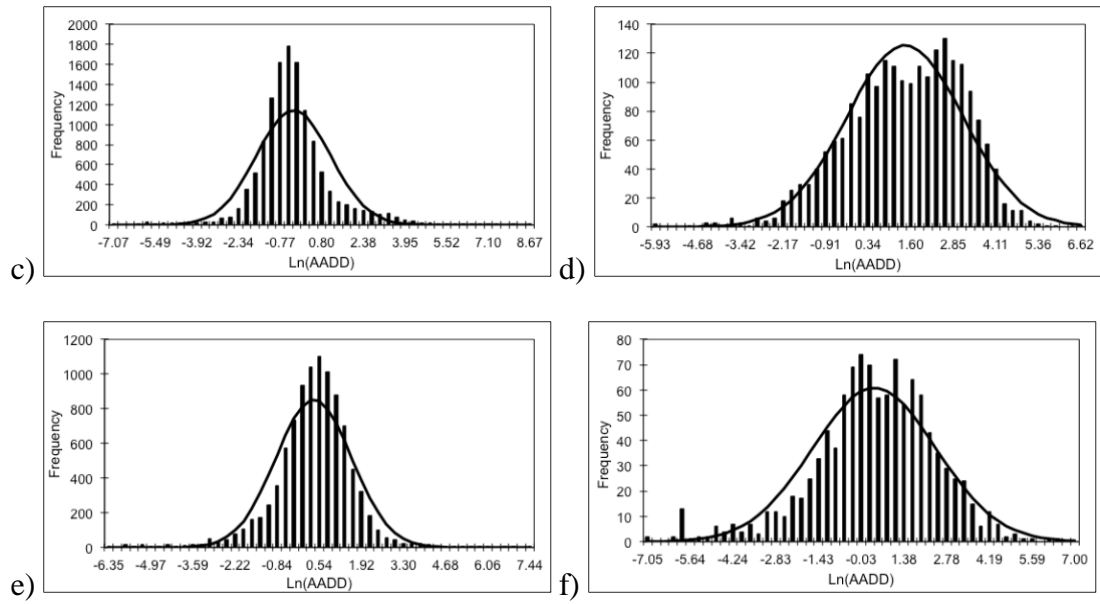 2000
1800
1600
1400
1200
1000
800
600
400
200
0
Frequency
-7.07 -5.49 -3.92 -2.34 -0.77 0.80 2.38 3.95 5.52 7.10 8.67
Ln(AADD)
c)
140
120
100
80
60
40
20
0
Frequency
-5.93 -4.68 -3.42 -2.17 -0.91 0.34 1.60 2.85 4.11 5.36 6.62
Ln(AADD)
d)
1200
1000
800
600
400
200
0
Frequency
-6.35 -4.97 -3.59 -2.22 -0.84 0.54 1.92 3.30 4.68 6.06 7.44
Ln(AADD)
e)
80
70
60
50
40
30
20
10
0
Frequency
-7.05 -5.64 -4.24 -2.83 -1.43 -0.03 1.38 2.78 4.19 5.59 7.00
Ln(AADD)
f)